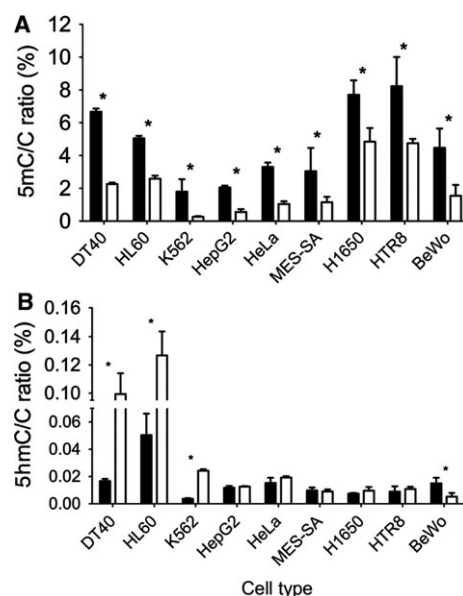 A
5mC/C ratio (%)
12
10
8
6
4
2
0
* * * * * * * * *
DT40 HL60 K562 HepG2 HeLa MES-SA H1650 HTR8 BeWo
B
5hmC/C ratio (%)
0.16
0.14
0.12
0.10
0.06
0.04
0.02
0.00
* * * *
DT40 HL60 K562 HepG2 HeLa MES-SA H1650 HTR8 BeWo
Cell type